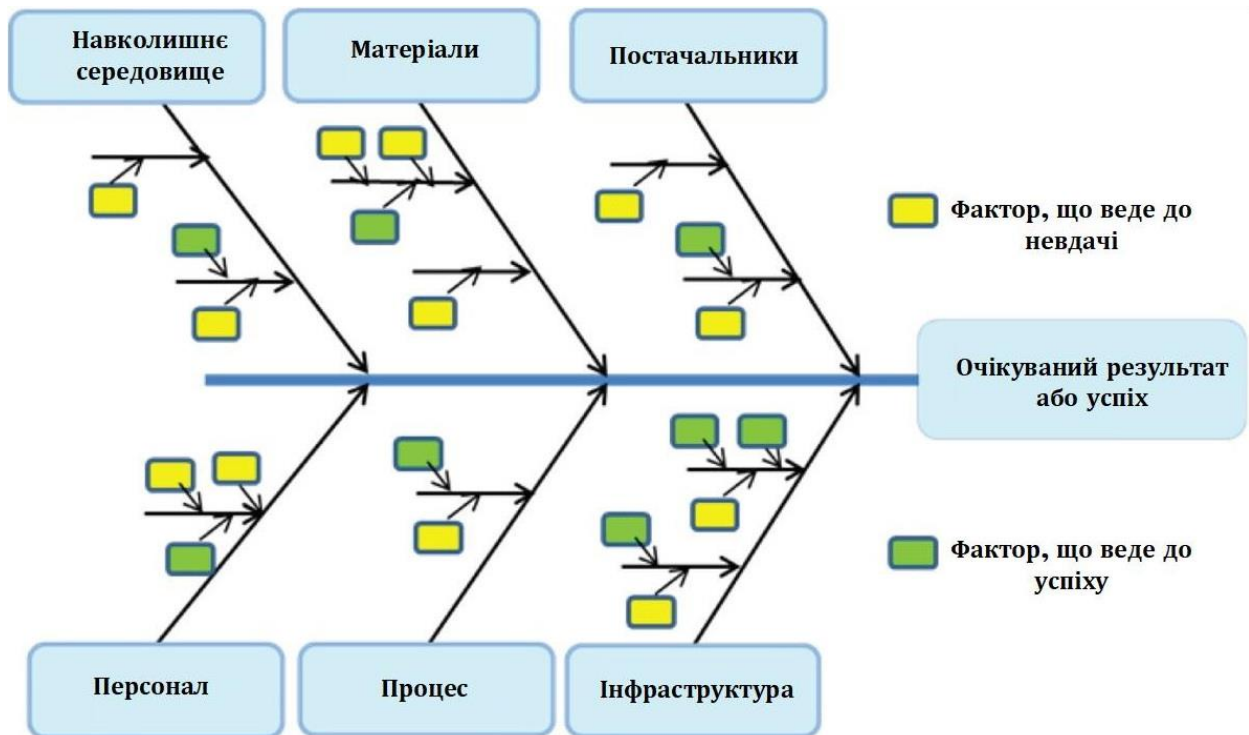 Навколишнє
середовище
Матеріали
Постачальники
Фактор, що веде до
невдачі
Очікуваний результат
або успіх
Фактор, що веде до
успіху
Персонал
Процес
Інфраструктура